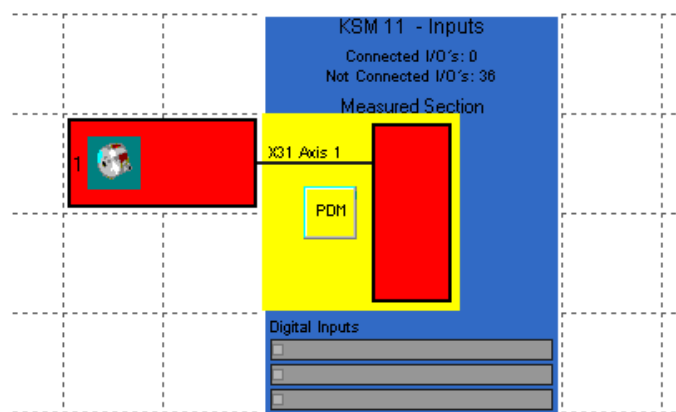 KSM 11 - Inputs
Connected I/O's: 0
Not Connected I/O's: 36
Measured Section
1
X31 Axis 1
PDM
Digital Inputs